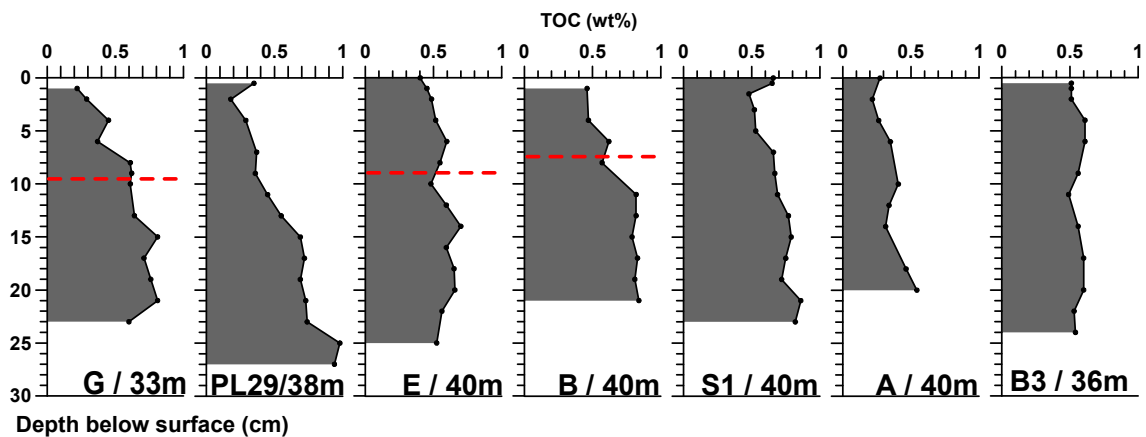 TOC (wt%)
0 0.5 1 0 0.5 1 0 0.5 1 0 0.5 1 0 0.5 1 0 0.5 1 0 0.5 1
0
5
10
15
20
25
30
G / 33m PL29/38m E / 40m B / 40m S1 / 40m A / 40m B3 / 36m
Depth below surface (cm)